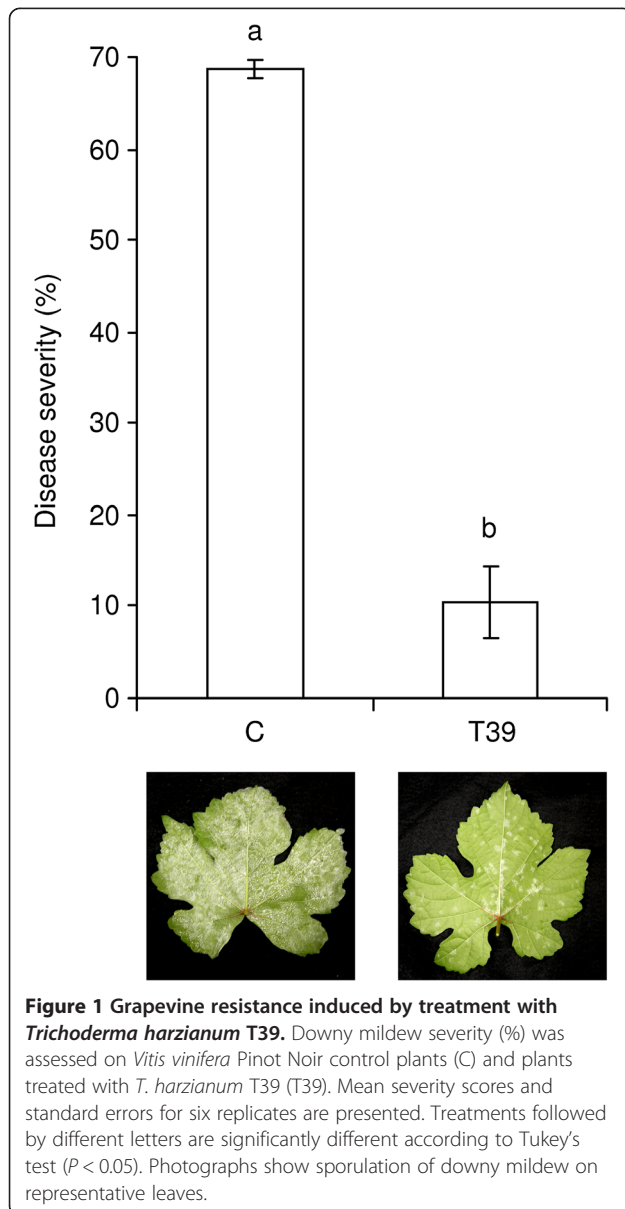 a
70
60
50
40
30
20
10
0
Disease severity (%)
b
C T39
Figure 1 Grapevine resistance induced by treatment with
Trichoderma harzianum T39. Downy mildew severity (%) was
assessed on Vitis vinifera Pinot Noir control plants (C) and plants
treated with T. harzianum T39 (T39). Mean severity scores and
standard errors for six replicates are presented. Treatments followed
by different letters are significantly different according to Tukey's
test (P < 0.05). Photographs show sporulation of downy mildew on
representative leaves.